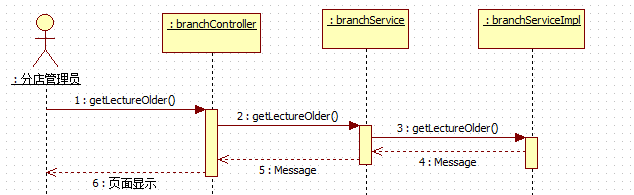 : branchController
: branchService
: branchServiceImpl
: 分店管理员
1 : getLectureOlder()
2 : getLectureOlder()
3 : getLectureOlder()
4 : Message
5 : Message
6 : 页面显示